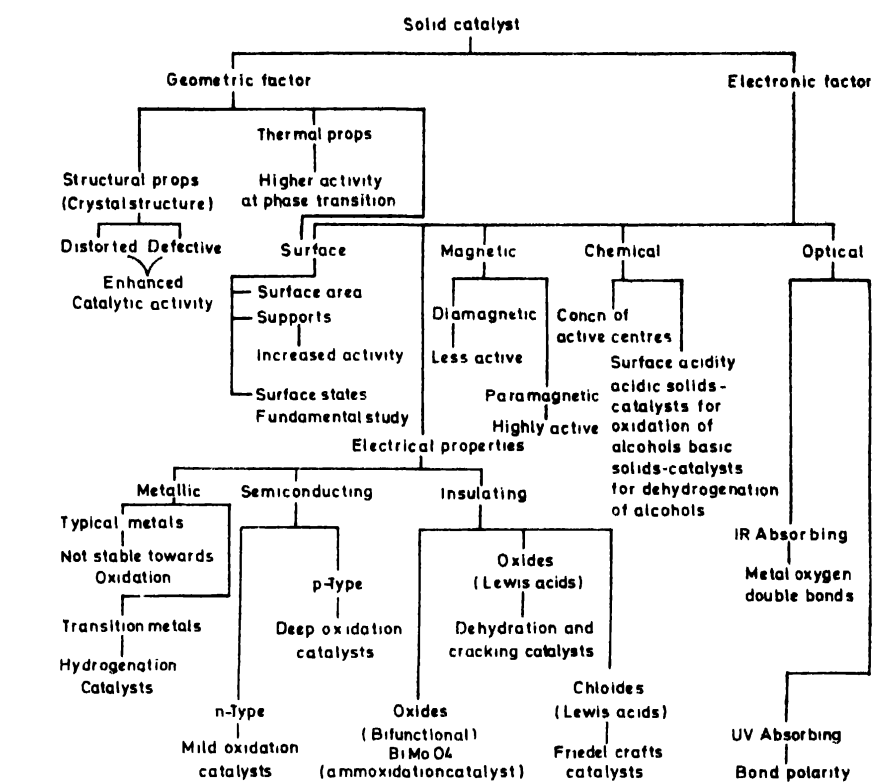 Solid catalyst
Geometric factor
Electronic factor
Thermal props
Structural props
(Crystal structure)
Higher activity
at phase transition
Distorted Defective
Enhanced
Catalytic activity
Surface
Magnetic
Chemical
Optical
Surface area
Supports
Increased activity
Surface states
Fundamental study
Diamagnetic
Less active
Paramagnetic
Highly active
Concn of
active centres
Surface acidity
acidic solids-
catalysts for
oxidation of
alcohols basic
solids-catalysts
for dehydrogenation
of alcohols
Electrical properties
Metallic
Semiconducting
Insulating
Typical metals
Not stable towards
Oxidation
Transition metals
Hydrogenation
Catalysts
p-Type
Deep oxidation
catalysts
n-Type
Mild oxidation
catalysts
Oxides
(Lewis acids)
Dehydration and
cracking catalysts
Oxides
(Bifunctional)
BiMoO4
(ammoxidation catalyst)
Chloides
(Lewis acids)
Friedel crafts
catalysts
IR Absorbing
Metal oxygen
double bonds
UV Absorbing
Bond polarity